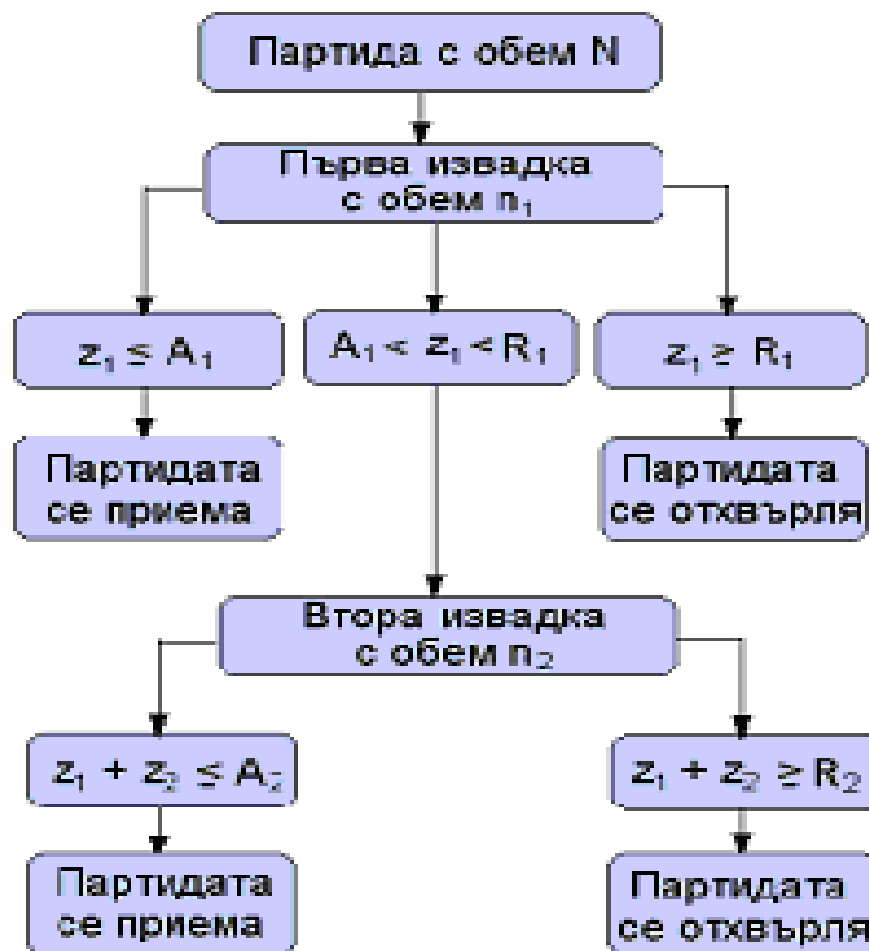 Партида с обем N
Първа извадка
с обем n₁
z₁ ≤ A₁
A₁ < z₁ < R₁
z₁ ≥ R₁
Партидата
се приема
Партидата
се отхвърля
Втора извадка
с обем n₂
z₁ + z₂ ≤ A₂
z₁ + z₂ ≥ R₂
Партидата
се приема
Партидата
се отхвърля